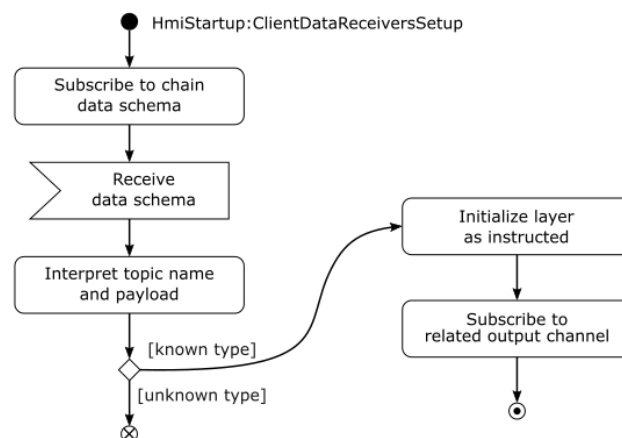 HmiStartup:ClientDataReceiversSetup
Subscribe to chain
data schema
Receive
data schema
Interpret topic name
and payload
[known type]
[unknown type]
Initialize layer
as instructed
Subscribe to
related output channel